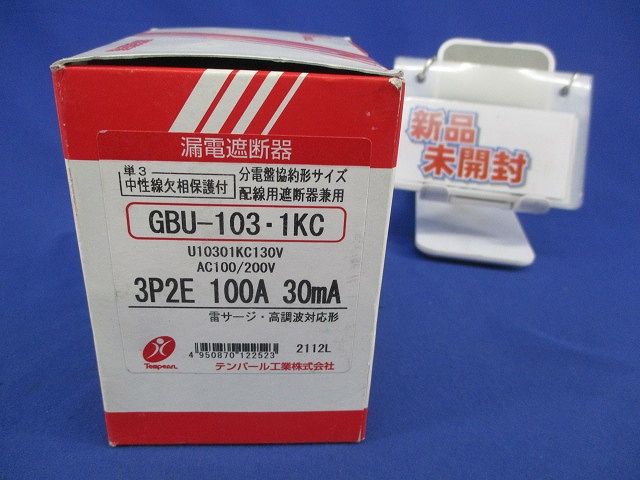 漏電遮断器
単3
中性線欠相保護付
分電盤協約形サイズ
配線用遮断器兼用
GBU-103・1KC
U10301KC130V
AC100/200V
3P2E 100A 30mA
雷サージ・高調波対応形
Tempearl
4 950870 122523
2112L
テンパール工業株式会社
新品
未開封